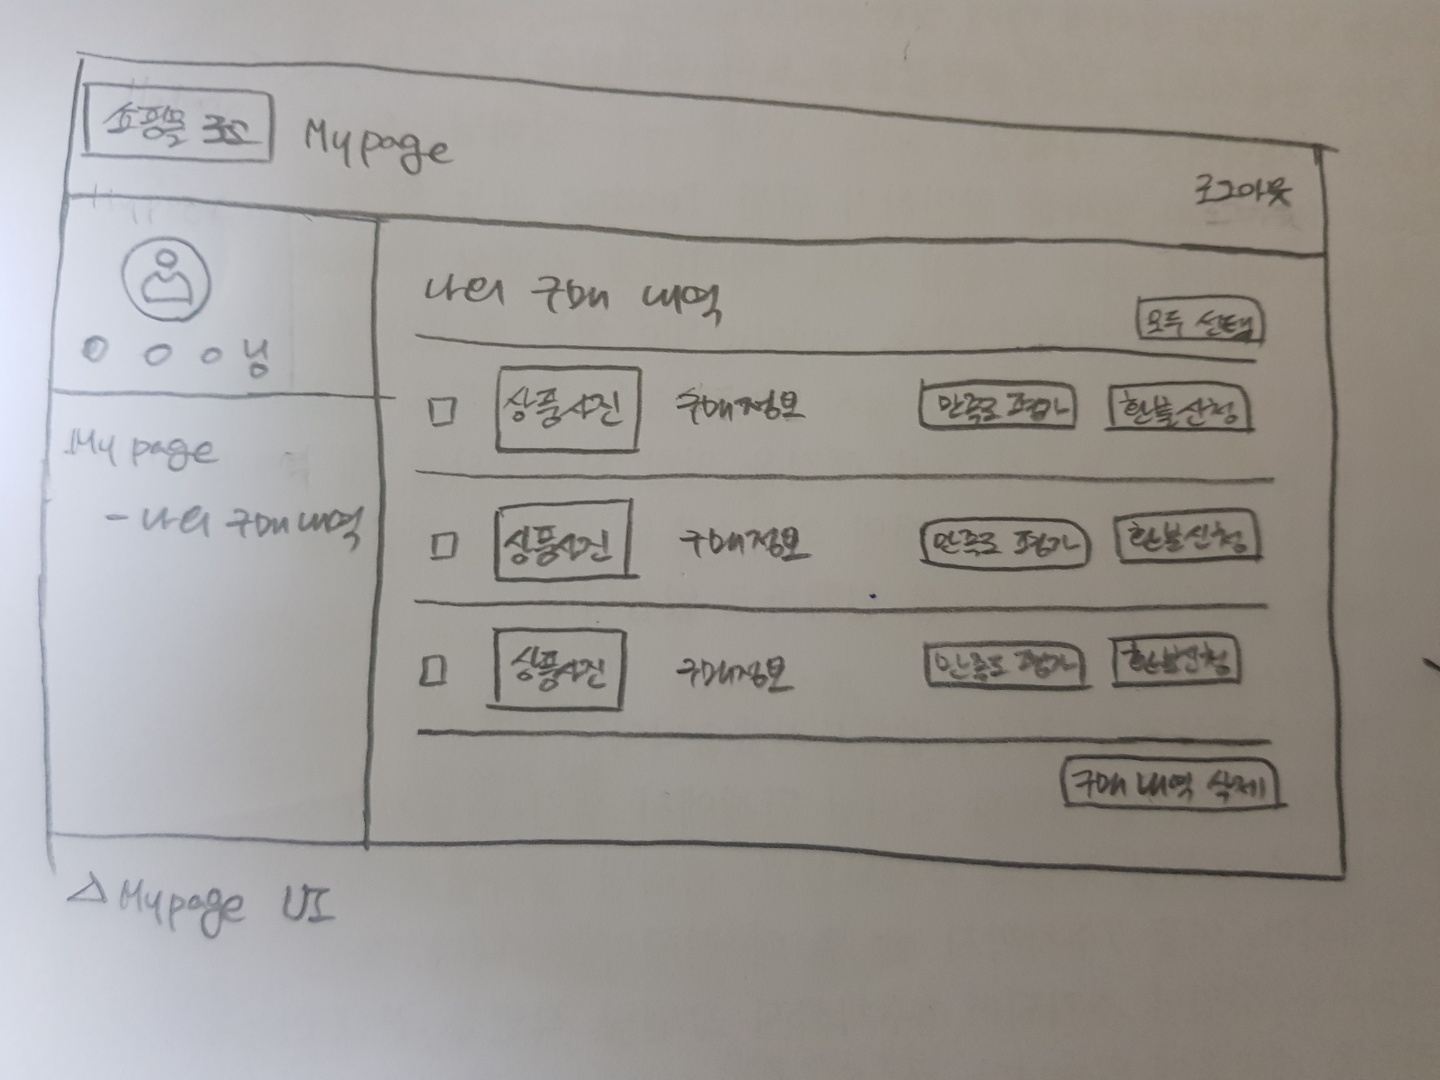 쇼핑몰 로고 Mypage
로그아웃
○ ○ ○ 님
My page
- 나의 구매내역
나의 구매 내역
모두 선택
상품사진 구매정보 만족도 평가 환불신청
상품사진 구매정보 만족도 평가 환불신청
상품사진 구매정보 만족도 평가 환불신청
구매 내역 삭제
△ Mypage UI